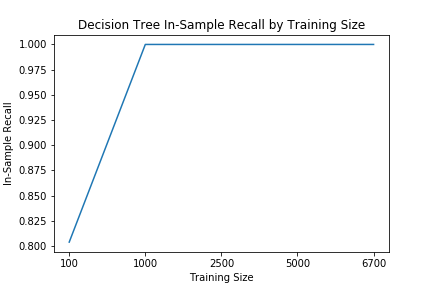 Decision Tree In-Sample Recall by Training Size
1.000
0.975
0.950
0.925
0.900
0.875
0.850
0.825
0.800
In-Sample Recall
100 1000 2500 5000 6700
Training Size